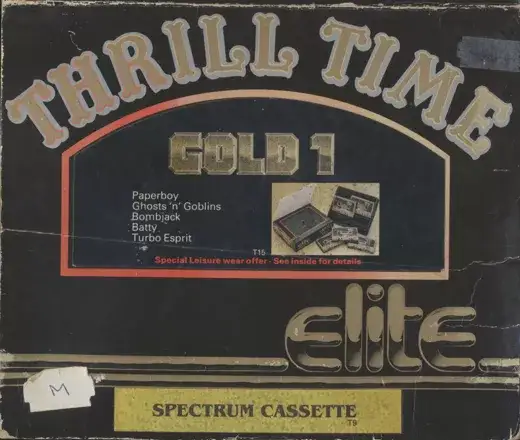 THRILL TIME
GOLD 1
Paperboy
Ghosts 'n' Goblins
Bombjack
Batty
Turbo Esprit
T15
Special Leisure wear offer - See inside for details
elite
M
SPECTRUM CASSETTE
T9